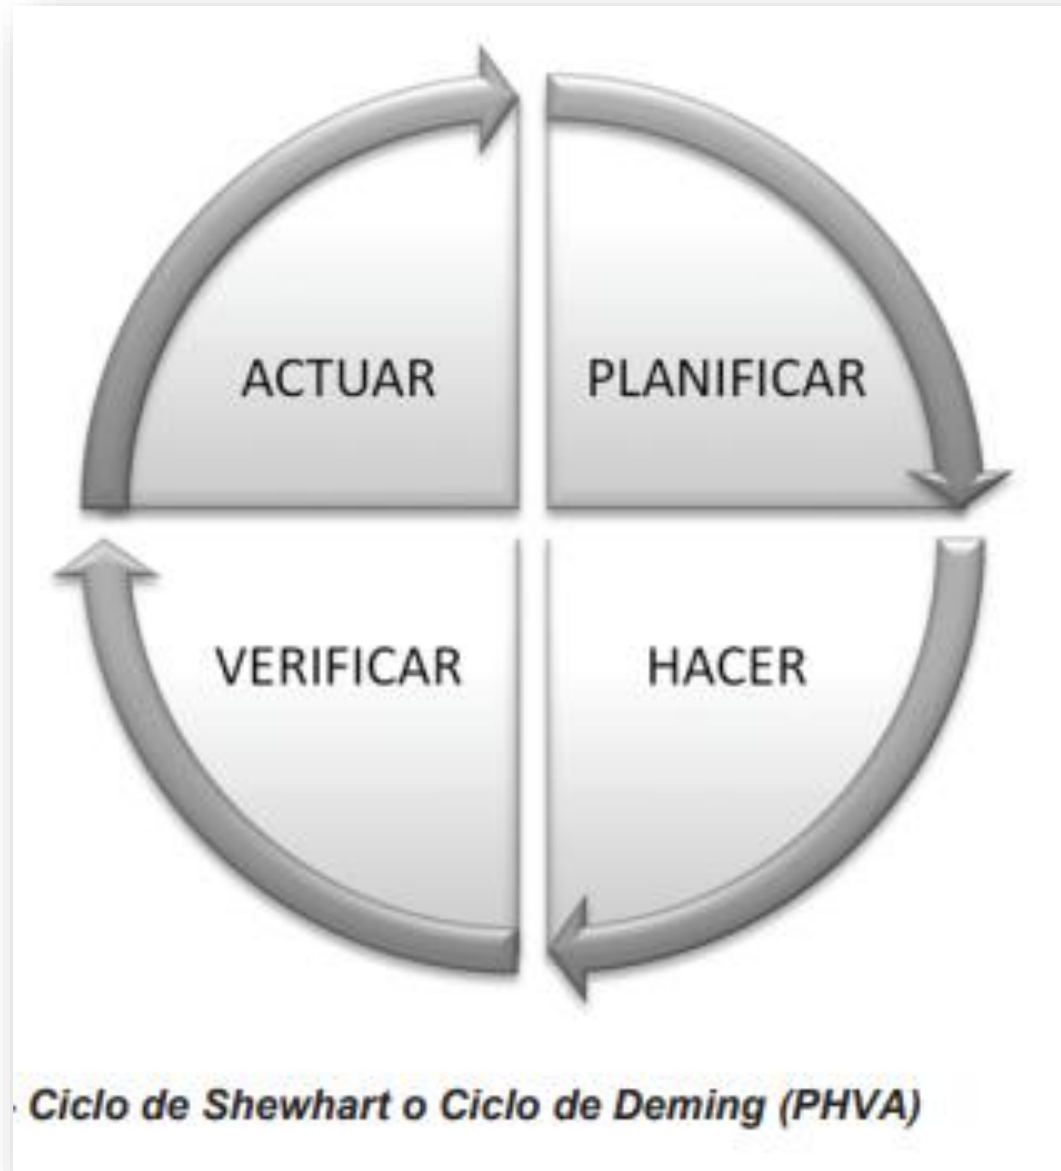 ACTUAR PLANIFICAR
VERIFICAR HACER
- Ciclo de Shewhart o Ciclo de Deming (PHVA)